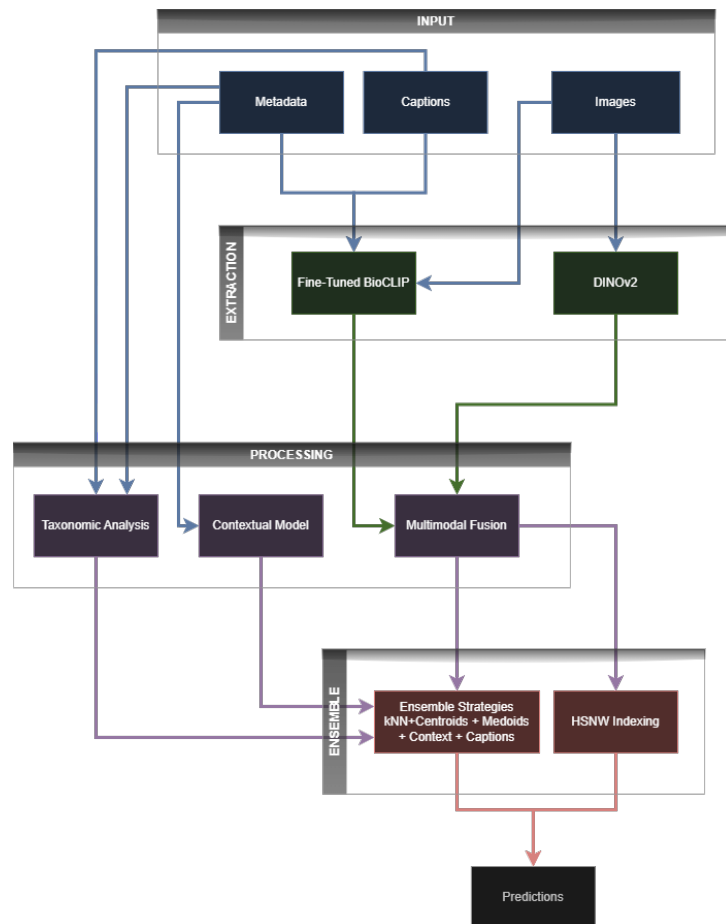 INPUT
Metadata
Captions
Images
EXTRACTION
Fine-Tuned BioCLIP
DINOv2
PROCESSING
Taxonomic Analysis
Contextual Model
Multimodal Fusion
ENSEMBLE
Ensemble Strategies
kNN+Centroids + Medoids
+ Context + Captions
HSNW Indexing
Predictions